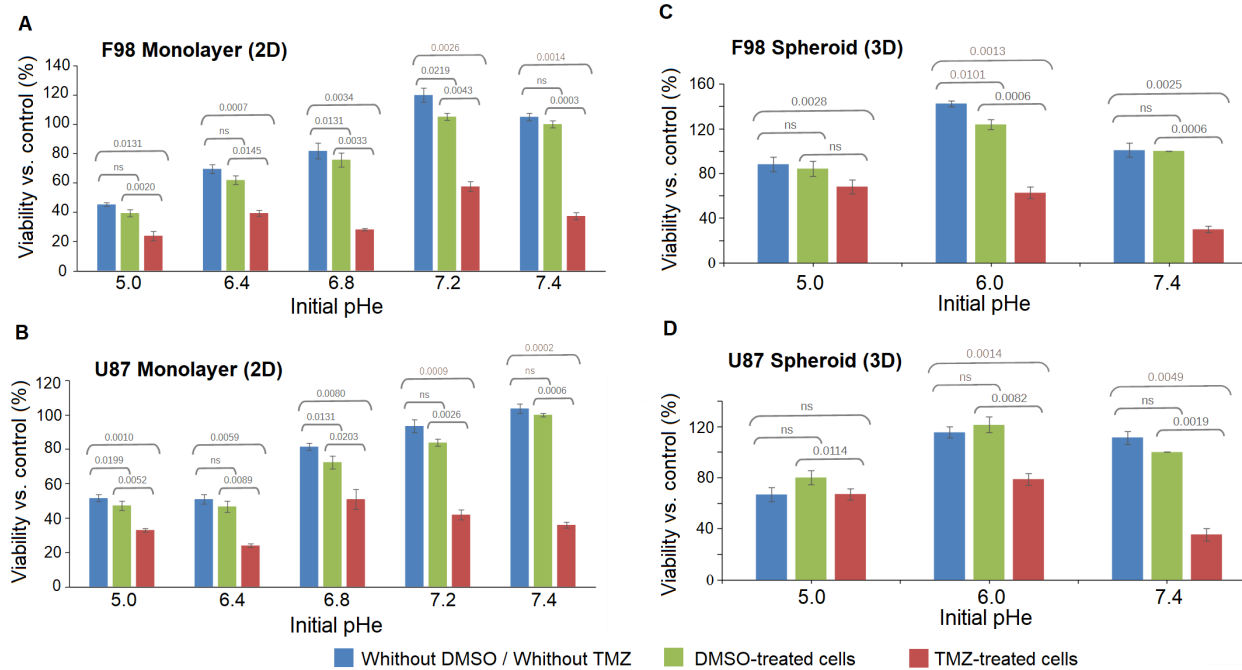 A
F98 Monolayer (2D)
Viability vs. control (%)
140
120
100
80
60
40
20
0
0.0131
ns
0.0020
0.0007
ns
0.0145
0.0034
0.0131
0.0033
0.0026
0.0219
0.0043
0.0014
ns
0.0003
5.0
6.4
6.8
7.2
7.4
Initial pHe
B
U87 Monolayer (2D)
Viability vs. control (%)
120
100
80
60
40
20
0
0.0010
0.0199
0.0052
0.0059
ns
0.0089
0.0080
0.0131
0.0203
0.0009
ns
0.0026
0.0002
ns
0.0006
5.0
6.4
6.8
7.2
7.4
Initial pHe
C
F98 Spheroid (3D)
Viability vs. control (%)
160
120
80
40
0
0.0028
ns
ns
0.0013
0.0101
0.0006
0.0025
ns
0.0006
5.0
6.0
7.4
Initial pHe
D
U87 Spheroid (3D)
Viability vs. control (%)
120
80
40
0
ns
ns
0.0114
0.0014
ns
0.0082
0.0049
ns
0.0019
5.0
6.0
7.4
Initial pHe
Whithout DMSO / Whithout TMZ
DMSO-treated cells
TMZ-treated cells